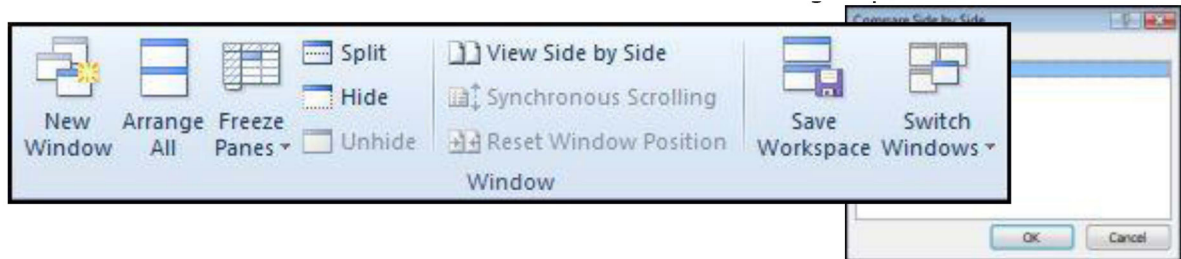 Compare Side by Side
New Window
Arrange All
Freeze Panes
Split
Hide
Unhide
View Side by Side
Synchronous Scrolling
Reset Window Position
Save Workspace
Switch Windows
Window
OK
Cancel